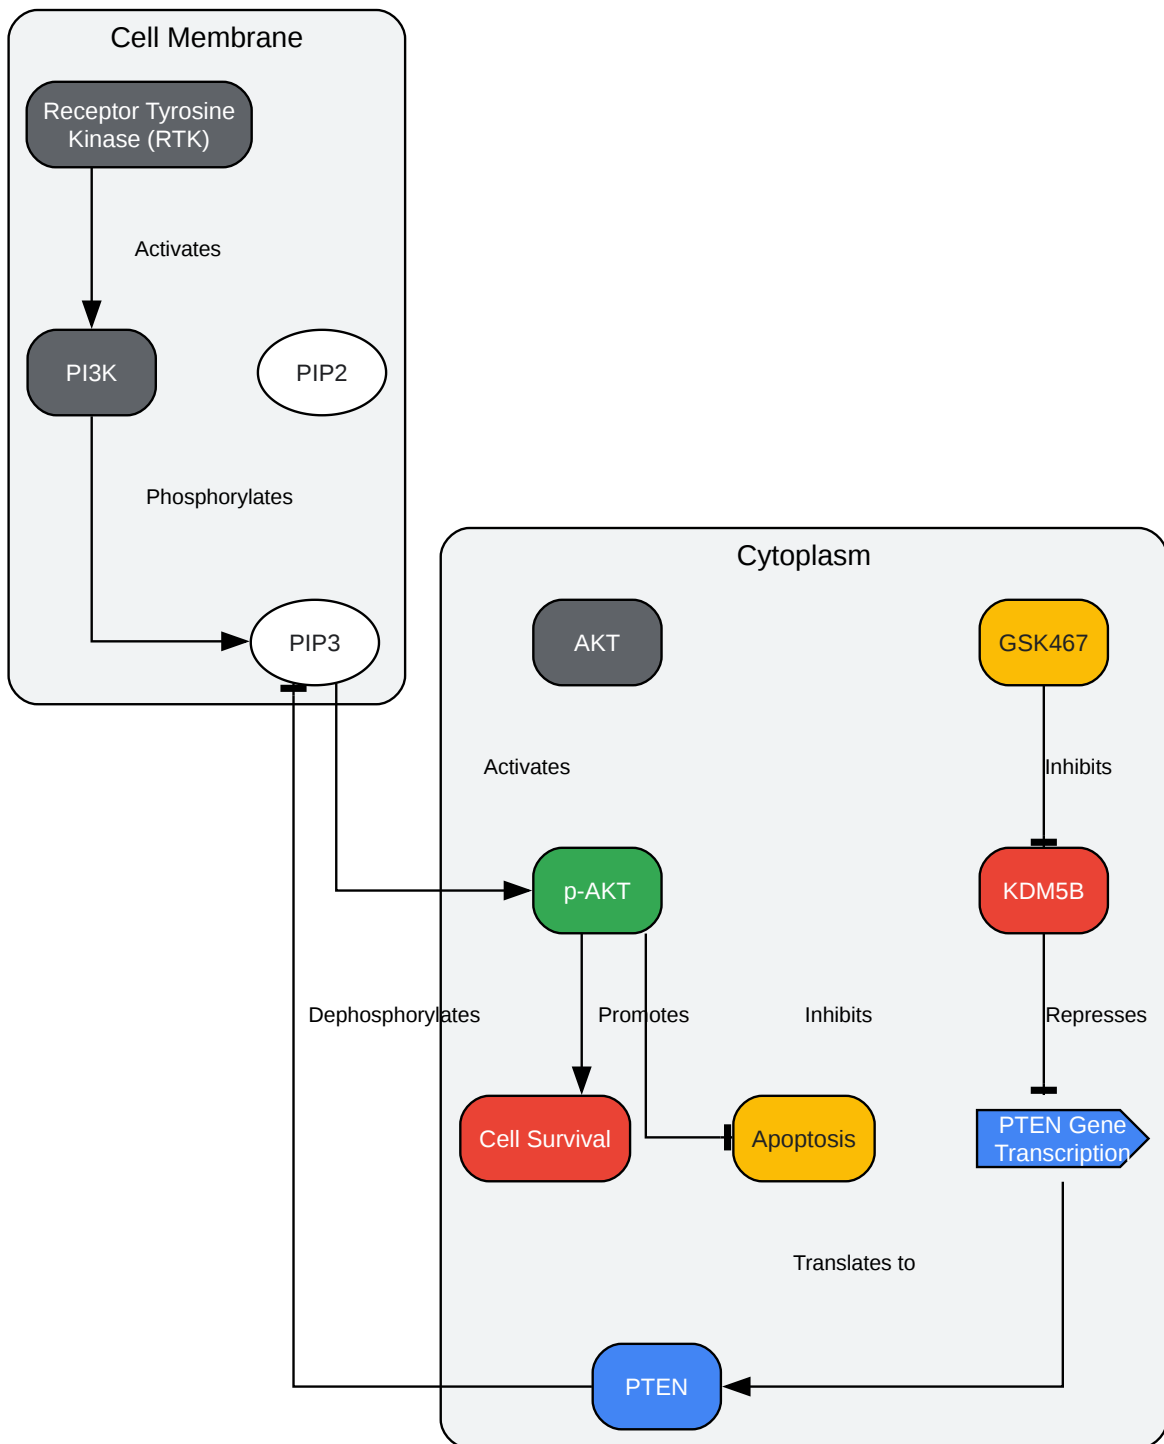 Cell Membrane
Receptor Tyrosine
Kinase (RTK)
Activates
PI3K
PIP2
Phosphorylates
PIP3
Cytoplasm
AKT
GSK467
Activates
Inhibits
p-AKT
KDM5B
Dephosphorylates
Promotes
Inhibits
Represses
Cell Survival
Apoptosis
PTEN Gene
Transcription
Translates to
PTEN